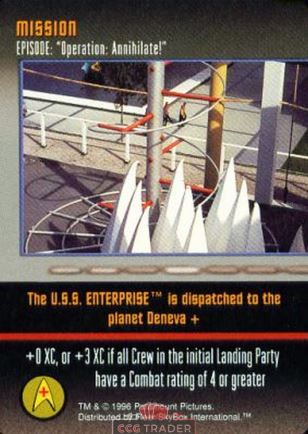 MISSION
EPISODE: "Operation: Annihilate!"
The U.S.S. ENTERPRISE™ is dispatched to the
planet Deneva +
+0 XC, or +3 XC if all Crew in the initial Landing Party
have a Combat rating of 4 or greater
TM & © 1996 Paramount Pictures.
Distributed by Fleer/SkyBox International.™
CCG TRADER